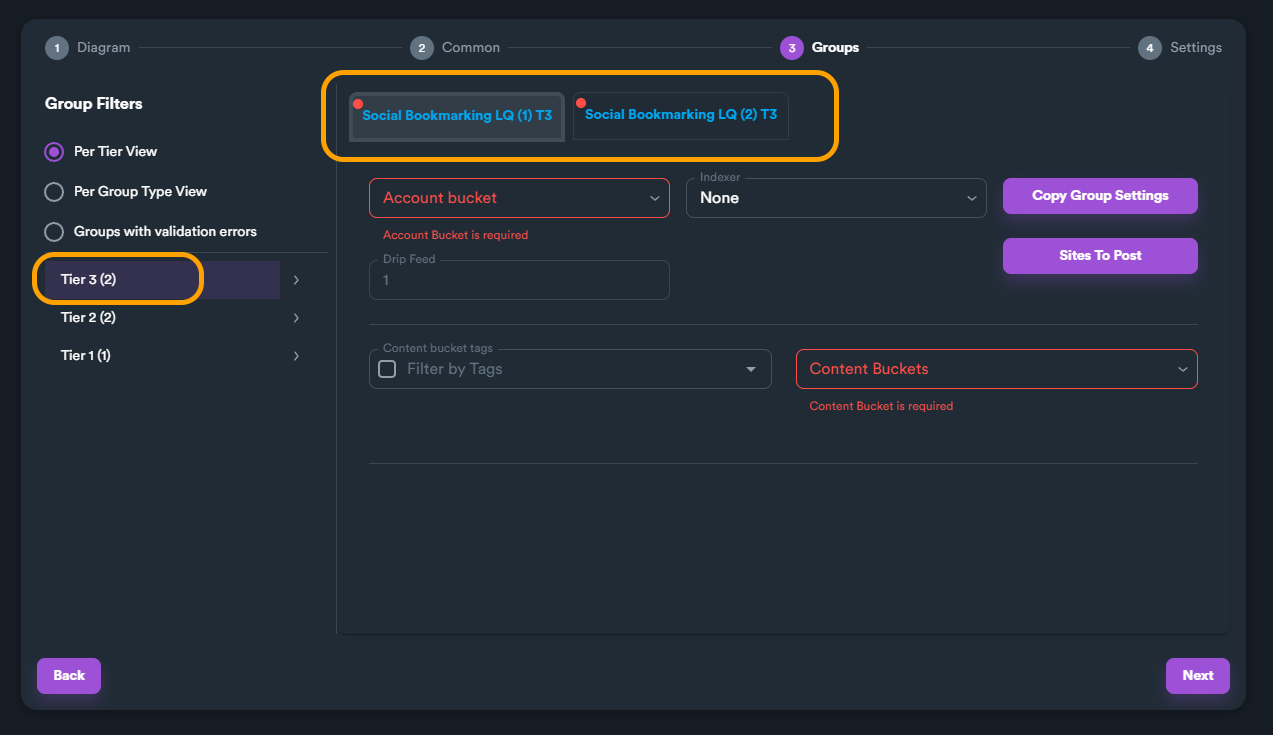 1 Diagram 2 Common 3 Groups 4 Settings
Group Filters
Per Tier View
Per Group Type View
Groups with validation errors
Tier 3 (2)
Tier 2 (2)
Tier 1 (1)
Social Bookmarking LQ (1) T3 Social Bookmarking LQ (2) T3
Account bucket
Account Bucket is required
Indexer
None
Copy Group Settings
Drip Feed
1
Sites To Post
Content bucket tags
Filter by Tags
Content Buckets
Content Bucket is required
Back
Next